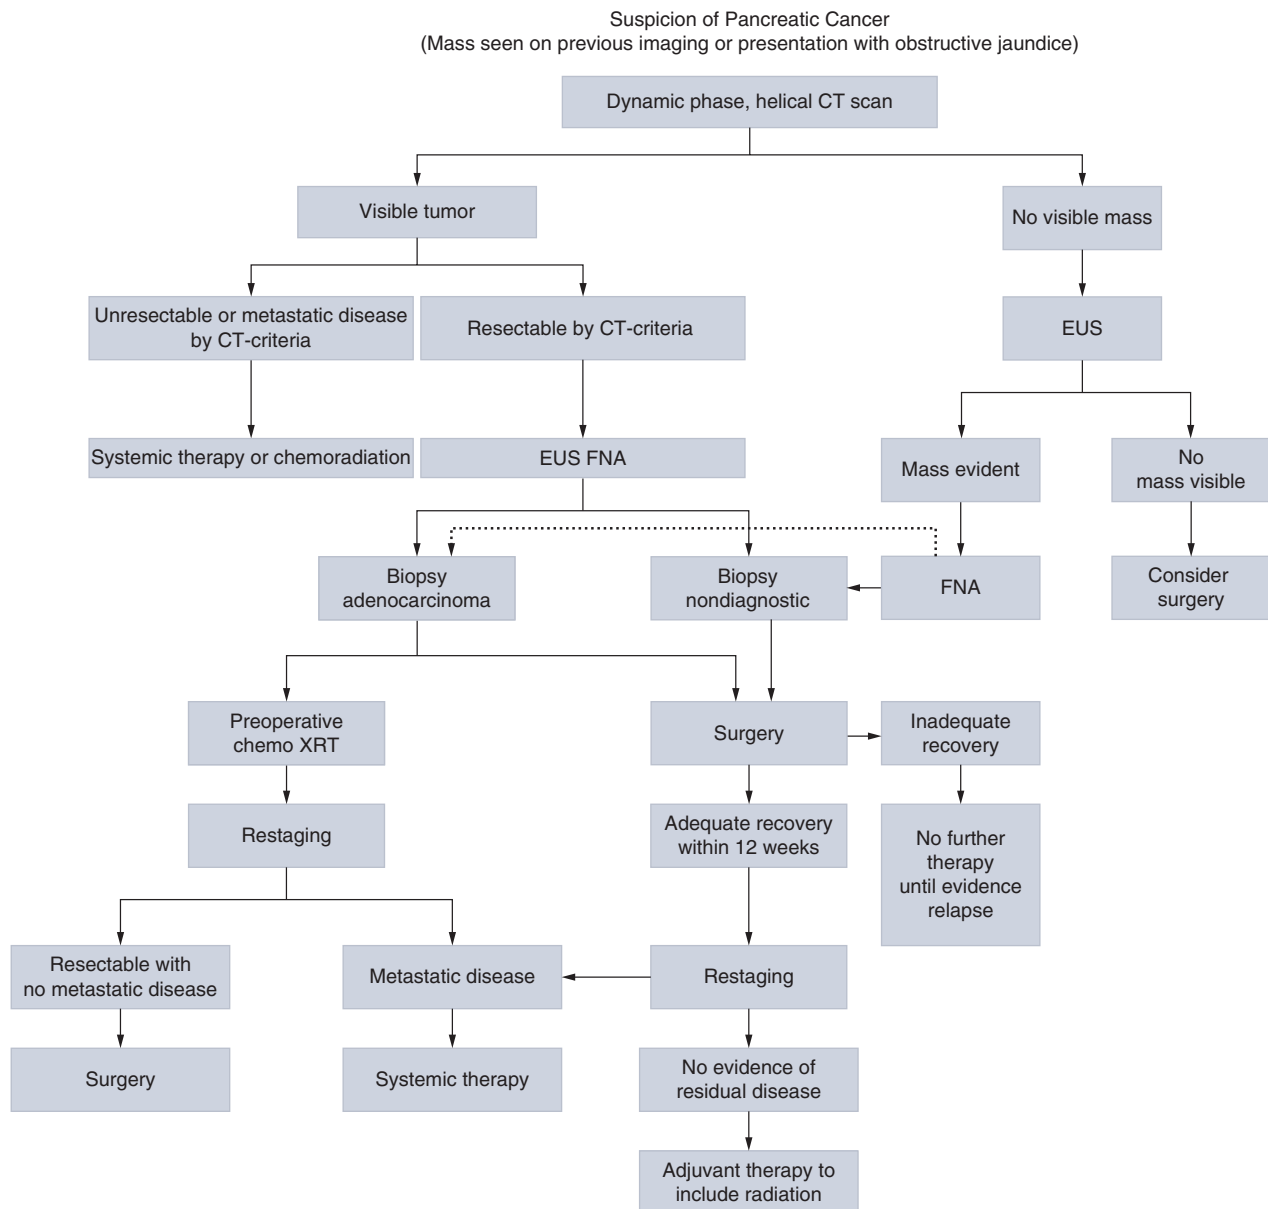 Suspicion of Pancreatic Cancer
(Mass seen on previous imaging or presentation with obstructive jaundice)
Dynamic phase, helical CT scan
Visible tumor
No visible mass
Unresectable or metastatic disease
by CT-criteria
Resectable by CT-criteria
EUS
Systemic therapy or chemoradiation
EUS FNA
Mass evident
No
mass visible
Biopsy
adenocarcinoma
Biopsy
nondiagnostic
FNA
Consider
surgery
Preoperative
chemo XRT
Surgery
Inadequate
recovery
Restaging
Adequate recovery
within 12 weeks
No further
therapy
until evidence
relapse
Resectable with
no metastatic disease
Metastatic disease
Restaging
Surgery
Systemic therapy
No evidence of
residual disease
Adjuvant therapy to
include radiation